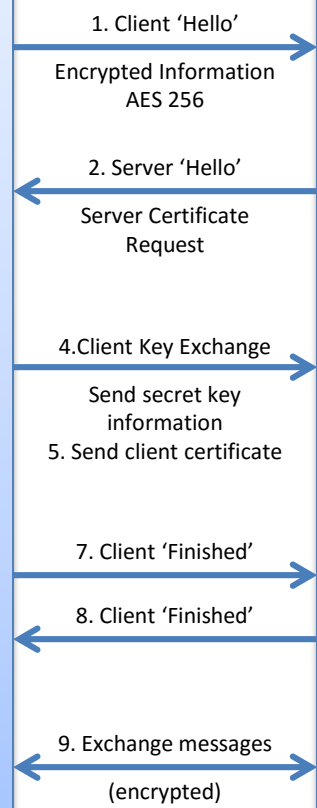 1. Client ‘Hello’
Encrypted Information
AES 256
2. Server ‘Hello’
Server Certificate
Request
4.Client Key Exchange
Send secret key
information
5. Send client certificate
7. Client ‘Finished’
8. Client ‘Finished’
9. Exchange messages
(encrypted)